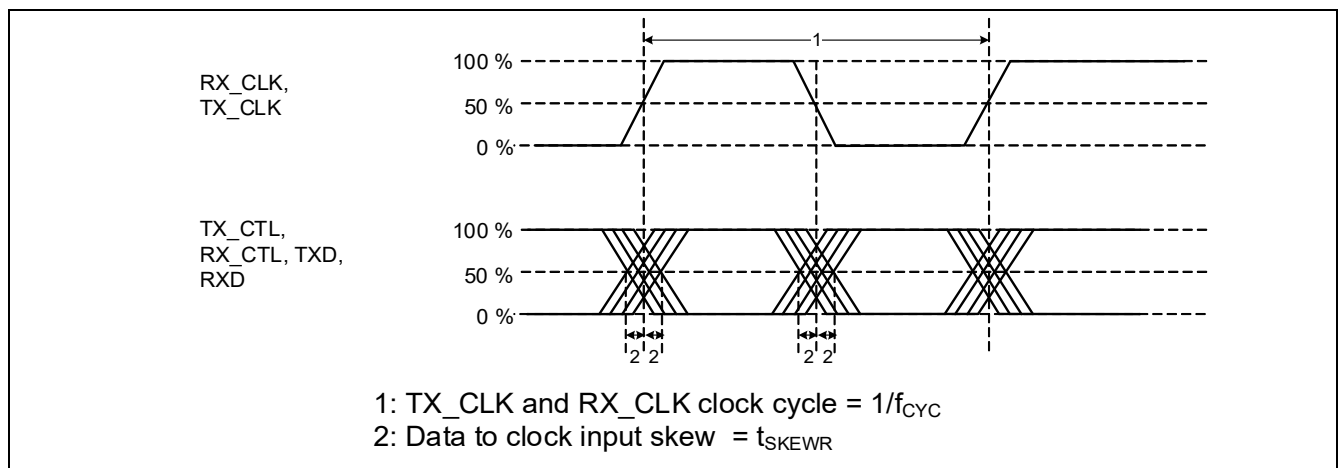 1
100 %
RX_CLK,
TX_CLK
50 %
0 %
TX_CTL,
RX_CTL, TXD,
RXD
100 %
50 %
0 %
2 2 2 2
1: TX_CLK and RX_CLK clock cycle = 1/fCYC
2: Data to clock input skew = tSKEWR